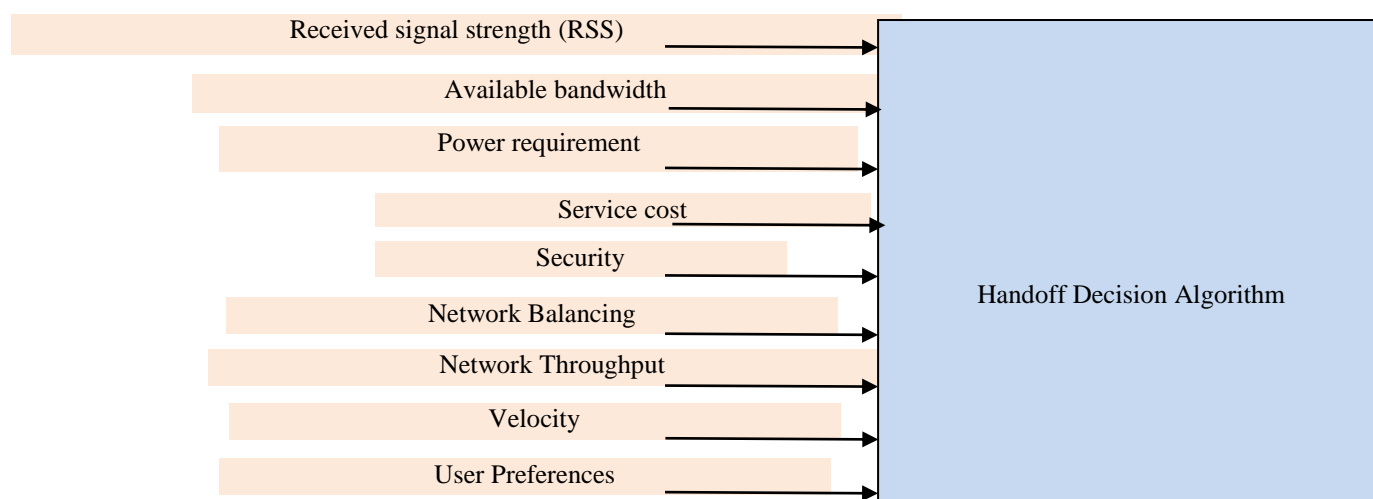 Received signal strength (RSS)
Available bandwidth
Power requirement
Service cost
Security
Network Balancing
Handoff Decision Algorithm
Network Throughput
Velocity
User Preferences